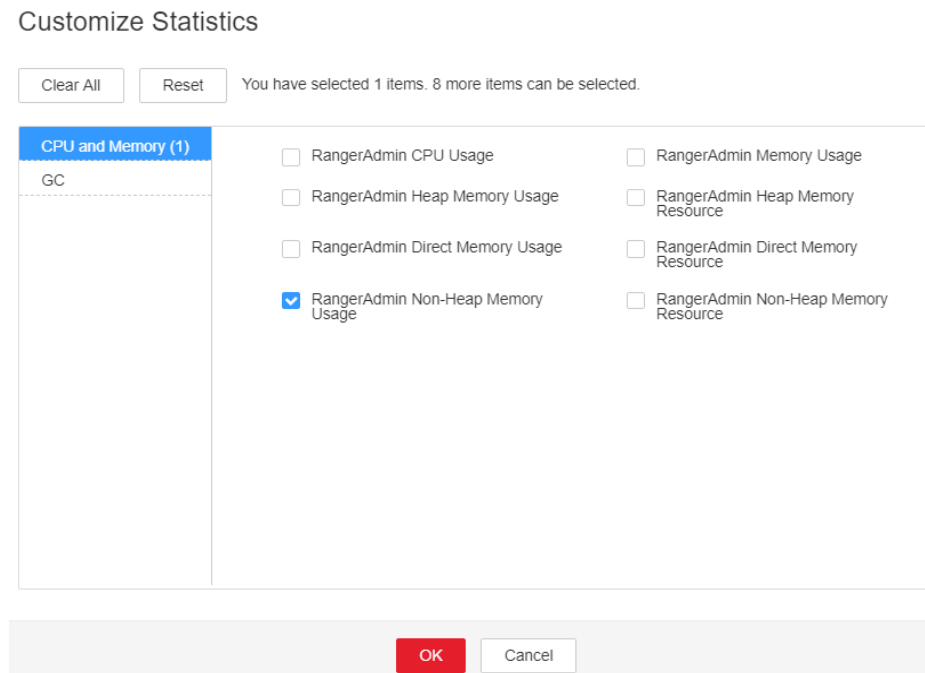 Customize Statistics
Clear All
Reset
You have selected 1 items. 8 more items can be selected.
CPU and Memory (1)
GC
RangerAdmin CPU Usage
RangerAdmin Memory Usage
RangerAdmin Heap Memory Usage
RangerAdmin Heap Memory
Resource
RangerAdmin Direct Memory Usage
RangerAdmin Direct Memory
Resource
RangerAdmin Non-Heap Memory
Usage
RangerAdmin Non-Heap Memory
Resource
OK
Cancel